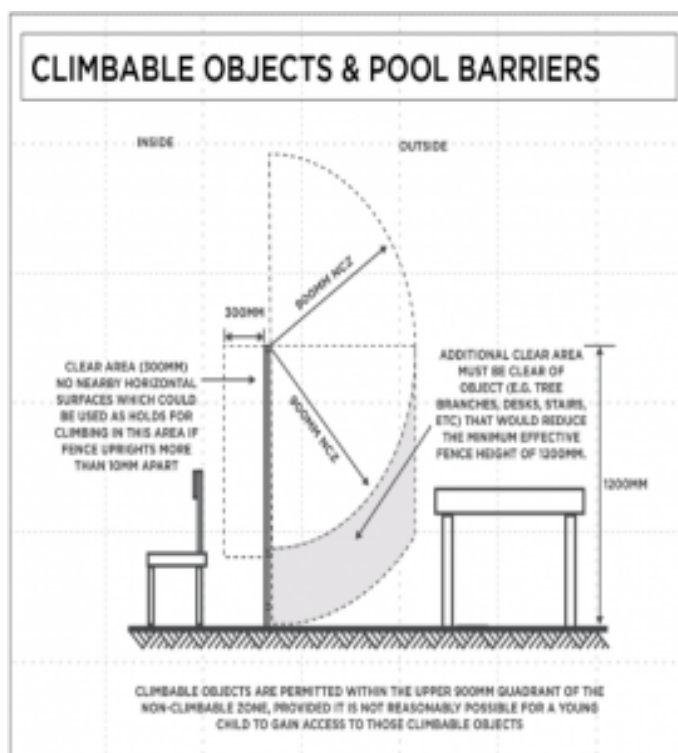 CLIMBABLE OBJECTS & POOL BARRIERS
INSIDE
OUTSIDE
900MM NCZ
300MM
CLEAR AREA (300MM)
NO NEARBY HORIZONTAL
SURFACES WHICH COULD
BE USED AS HOLDS FOR
CLIMBING IN THIS AREA IF
FENCE UPRIGHTS MORE
THAN 10MM APART
900MM NCZ
ADDITIONAL CLEAR AREA
MUST BE CLEAR OF
OBJECT (E.G. TREE
BRANCHES, DESKS, STAIRS,
ETC) THAT WOULD REDUCE
THE MINIMUM EFFECTIVE
FENCE HEIGHT OF 1200MM.
1200MM
CLIMBABLE OBJECTS ARE PERMITTED WITHIN THE UPPER 900MM QUADRANT OF THE
NON-CLIMBABLE ZONE, PROVIDED IT IS NOT REASONABLY POSSIBLE FOR A YOUNG
CHILD TO GAIN ACCESS TO THOSE CLIMBABLE OBJECTS